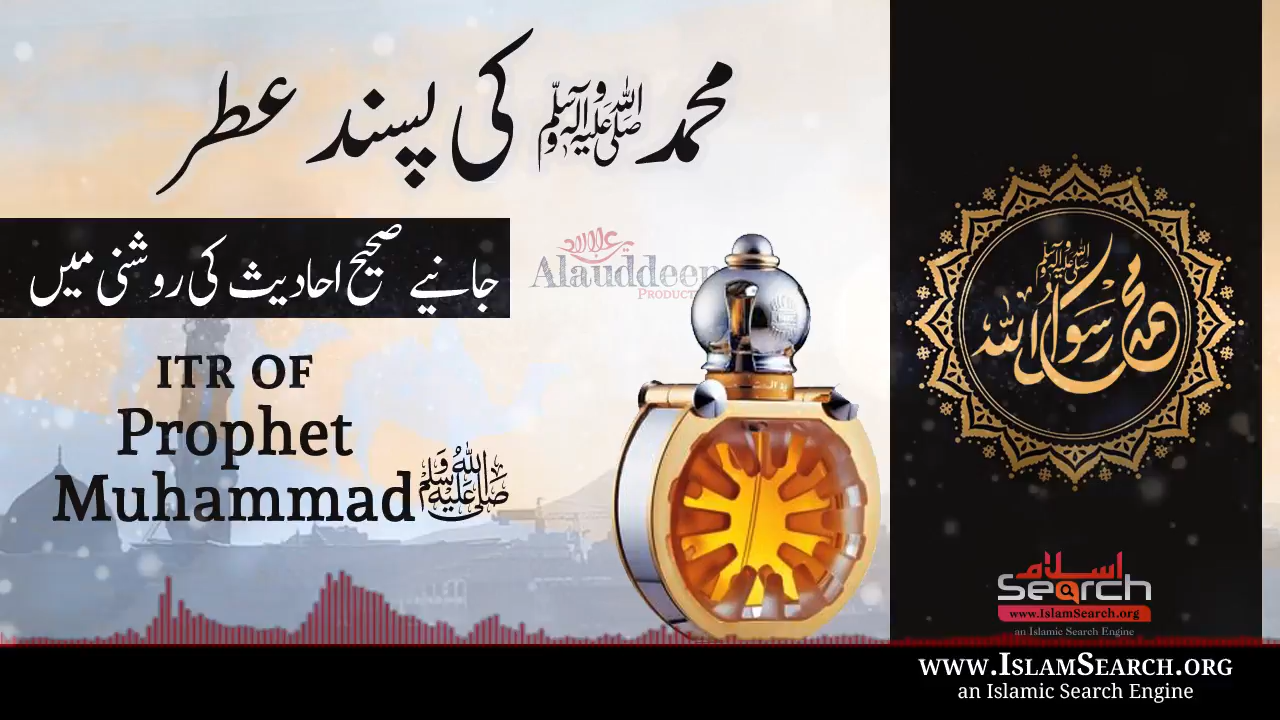 محمد ﷺ کی پسند عطر
جانیے صحیح احادیث کی روشنی میں
Alauddeen
PRODUCT
ITR OF
Prophet
Muhammad ﷺ
ﷺ
محمد رسول اللہ
اسلام
Search
www.IslamSearch.org
an Islamic Search Engine
WWW.ISLAMSEARCH.ORG
an Islamic Search Engine